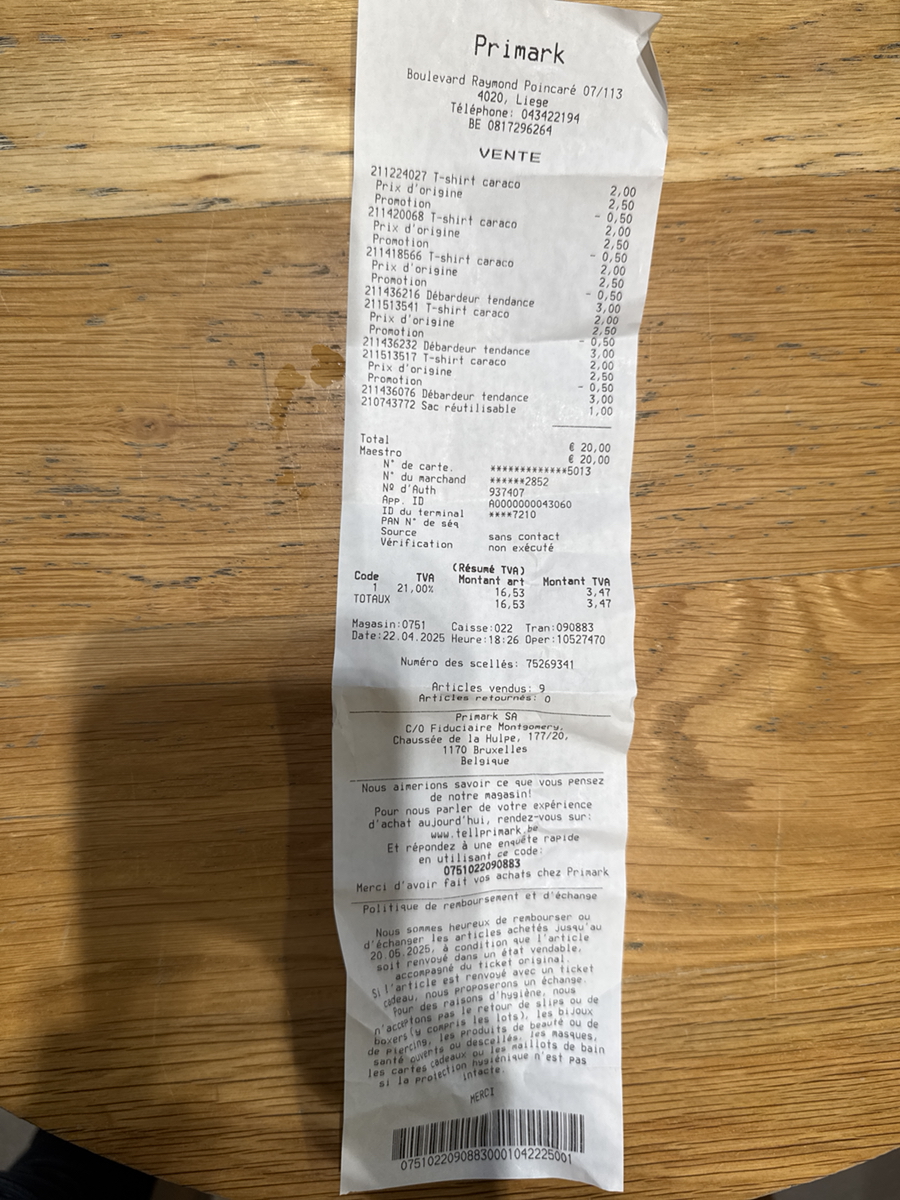 Primark
Boulevard Raymond Poincaré 07/113
4020, Liege
Téléphone: 043422194
BE 0817296264
VENTE
211224027 T-shirt caraco 2,00
Prix d'origine 2,50
Promotion - 0,50
211420068 T-shirt caraco 2,00
Prix d'origine 2,50
Promotion - 0,50
211418566 T-shirt caraco 2,00
Prix d'origine 2,50
Promotion - 0,50
211436216 Débardeur tendance 3,00
211513541 T-shirt caraco 2,00
Prix d'origine 2,50
Promotion - 0,50
211436232 Débardeur tendance 3,00
211513517 T-shirt caraco 2,00
Prix d'origine 2,50
Promotion - 0,50
211436076 Débardeur tendance 3,00
210743772 Sac réutilisable 1,00
Total € 20,00
Maestro € 20,00
N° de carte. *************5013
N° du marchand ******2852
Nº d'Auth 937407
App. ID A0000000043060
ID du terminal ****7210
PAN N° de séq
Source sans contact
Vérification non exécuté
(Résumé TVA)
Code TVA Montant art Montant TVA
1 21,00% 16,53 3,47
TOTAUX 16,53 3,47
Magasin:0751 Caisse:022 Tran:090883
Date:22.04.2025 Heure:18:26 Oper:10527470
Numéro des scellés: 75269341
Articles vendus: 9
Articles retournés: 0
Primark SA
C/O Fiduciaire Montgomery,
Chaussée de la Hulpe, 177/20,
1170 Bruxelles
Belgique
Nous aimerions savoir ce que vous pensez
de notre magasin!
Pour nous parler de votre expérience
d'achat aujourd'hui, rendez-vous sur:
www.tellprimark.be
Et répondez à une enquête rapide
en utilisant ce code:
0751022090883
Merci d'avoir fait vos achats chez Primark
Politique de remboursement et d'échange
Nous sommes heureux de rembourser ou
d'échanger les articles achetés jusqu'au
20.05.2025, à condition que l'article
soit renvoyé dans un état vendable,
accompagné du ticket original.
Si l'article est renvoyé avec un ticket
cadeau, nous proposerons un échange.
Pour des raisons d'hygiène, nous
n'acceptons pas le retour de slips ou de
boxers (y compris les lots), les bijoux
de piercing, les produits de beauté ou de
santé ouverts ou descellés, les masques,
les cartes cadeaux ou les maillots de bain
si la protection hygiénique n'est pas
intacte.
MERCI
07510220908830001042225001